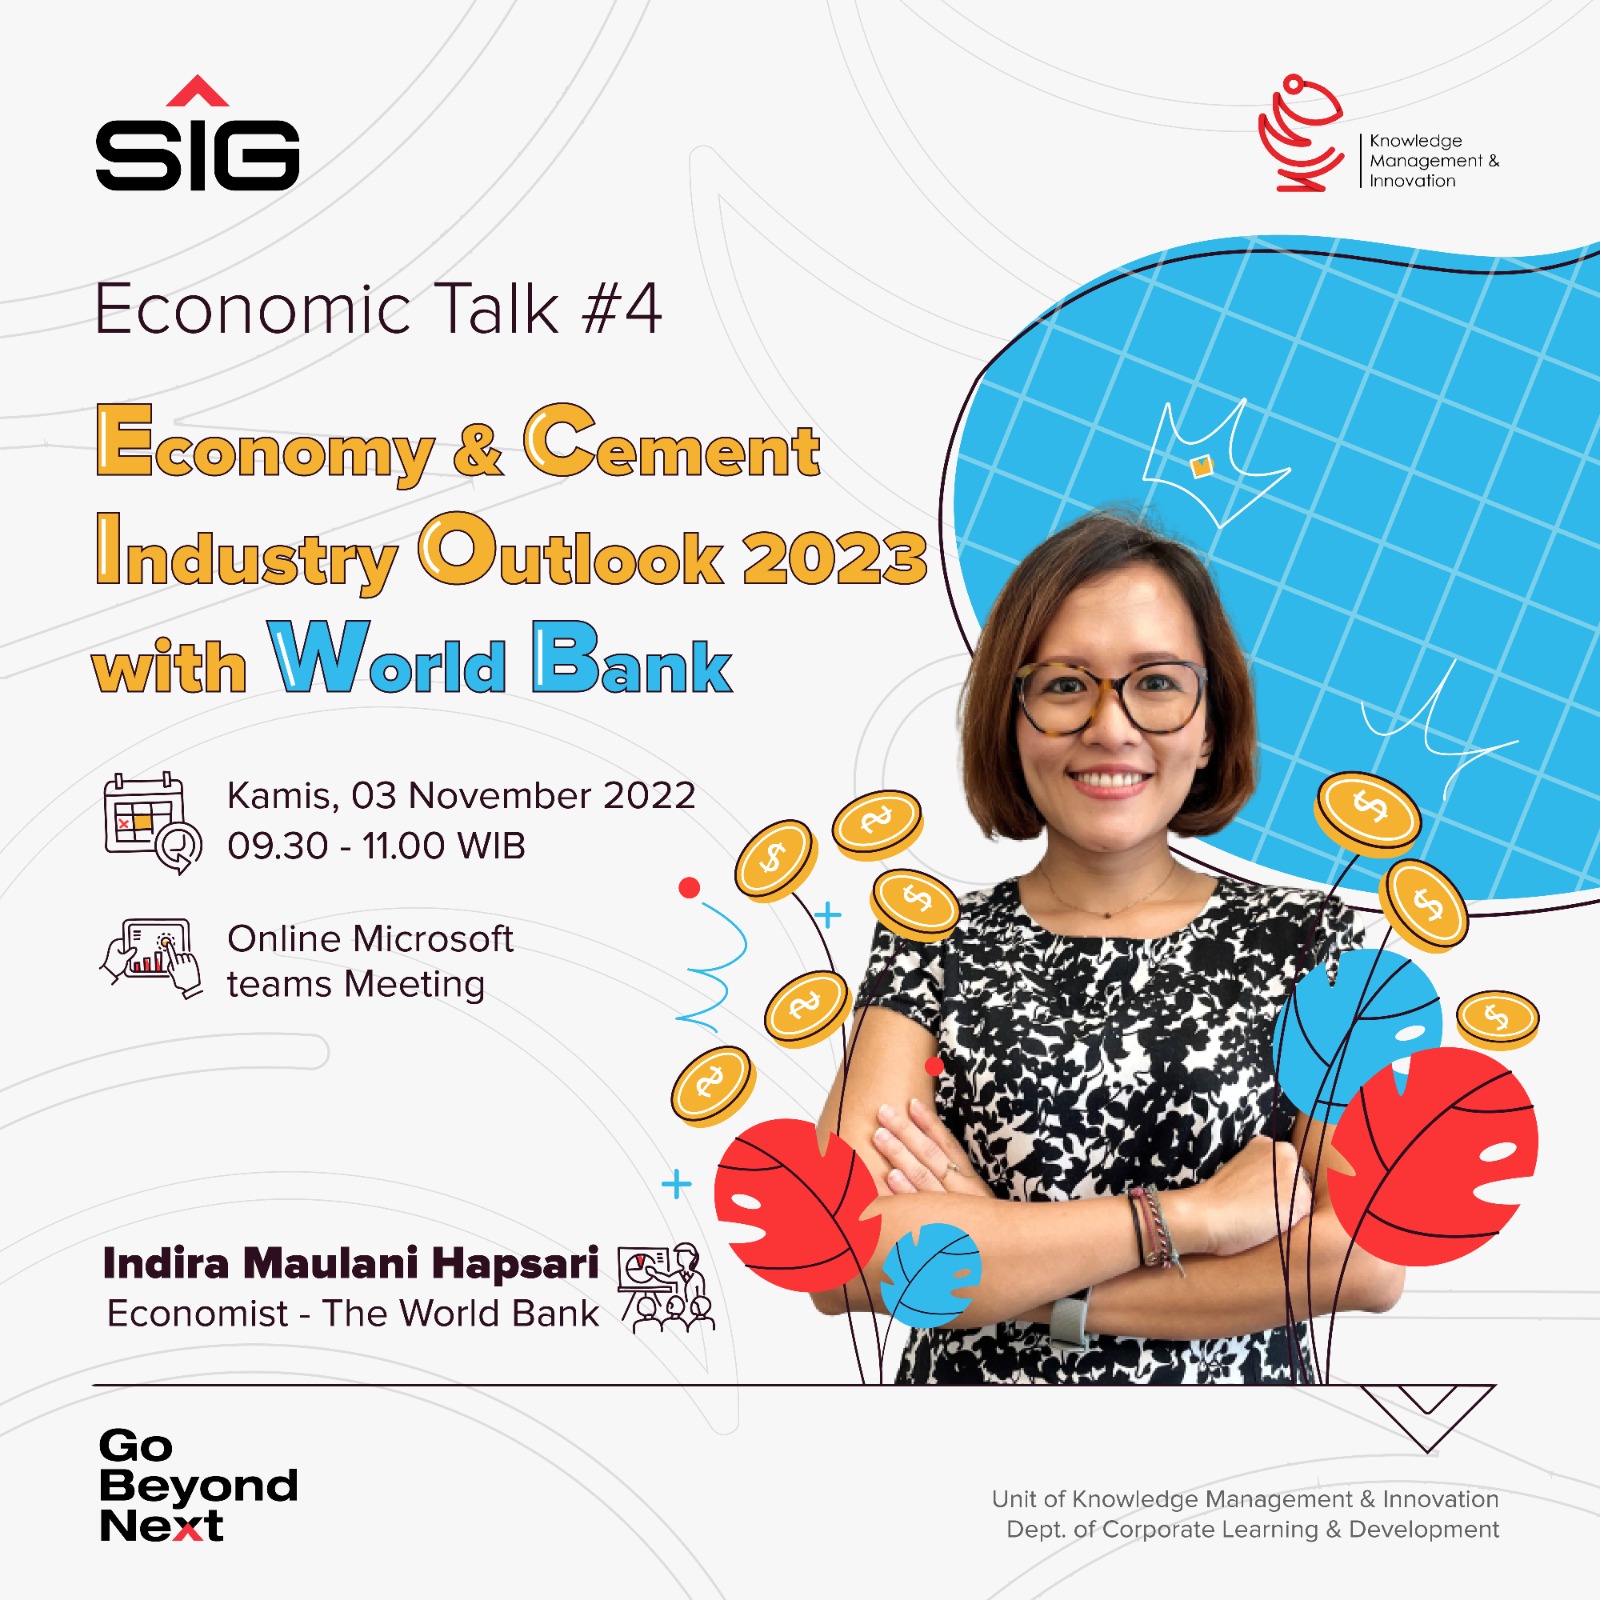 SIG
Knowledge
Management &
Innovation
Economic Talk #4
Economy & Cement
Industry Outlook 2023
with World Bank
Kamis, 03 November 2022
09.30 - 11.00 WIB
Online Microsoft
teams Meeting
Indira Maulani Hapsari
Economist - The World Bank
Go
Beyond
Next
Unit of Knowledge Management & Innovation
Dept. of Corporate Learning & Development